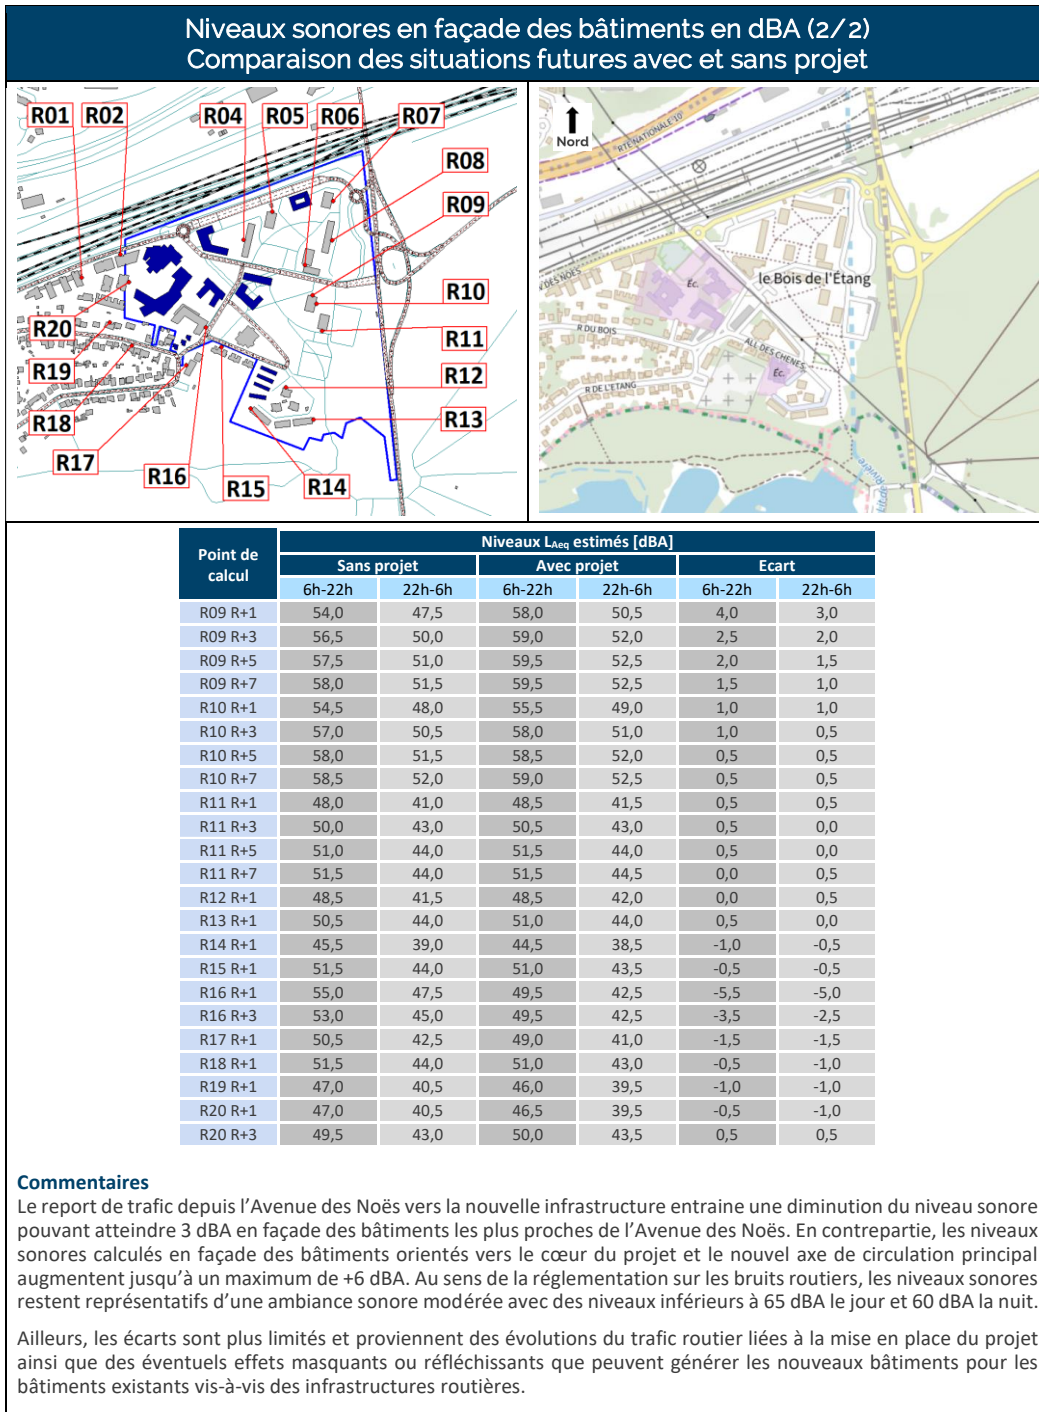 Niveaux sonores en façade des bâtiments en dBA (2/2)
Comparaison des situations futures avec et sans projet
R01 R02 R04 R05 R06 R07
R08
R09
R10
R11
R12
R13
R20
R19
R18
R17
R16
R15
R14
Nord
RTE NATIONALE 10
DES NOËS
Éc.
le Bois de l'Étang
R DU BOIS
ALL DES CHENES
Éc.
R DE L'ETANG
Point de calcul
Niveaux LAeq estimés [dBA]
Sans projet Avec projet Ecart
6h-22h 22h-6h 6h-22h 22h-6h 6h-22h 22h-6h
R09 R+1 54,0 47,5 58,0 50,5 4,0 3,0
R09 R+3 56,5 50,0 59,0 52,0 2,5 2,0
R09 R+5 57,5 51,0 59,5 52,5 2,0 1,5
R09 R+7 58,0 51,5 59,5 52,5 1,5 1,0
R10 R+1 54,5 48,0 55,5 49,0 1,0 1,0
R10 R+3 57,0 50,5 58,0 51,0 1,0 0,5
R10 R+5 58,0 51,5 58,5 52,0 0,5 0,5
R10 R+7 58,5 52,0 59,0 52,5 0,5 0,5
R11 R+1 48,0 41,0 48,5 41,5 0,5 0,5
R11 R+3 50,0 43,0 50,5 43,0 0,5 0,0
R11 R+5 51,0 44,0 51,5 44,0 0,5 0,0
R11 R+7 51,5 44,0 51,5 44,5 0,0 0,5
R12 R+1 48,5 41,5 48,5 42,0 0,0 0,5
R13 R+1 50,5 44,0 51,0 44,0 0,5 0,0
R14 R+1 45,5 39,0 44,5 38,5 -1,0 -0,5
R15 R+1 51,5 44,0 51,0 43,5 -0,5 -0,5
R16 R+1 55,0 47,5 49,5 42,5 -5,5 -5,0
R16 R+3 53,0 45,0 49,5 42,5 -3,5 -2,5
R17 R+1 50,5 42,5 49,0 41,0 -1,5 -1,5
R18 R+1 51,5 44,0 51,0 43,0 -0,5 -1,0
R19 R+1 47,0 40,5 46,0 39,5 -1,0 -1,0
R20 R+1 47,0 40,5 46,5 39,5 -0,5 -1,0
R20 R+3 49,5 43,0 50,0 43,5 0,5 0,5
Commentaires
Le report de trafic depuis l'Avenue des Noës vers la nouvelle infrastructure entraine une diminution du niveau sonore
pouvant atteindre 3 dBA en façade des bâtiments les plus proches de l'Avenue des Noës. En contrepartie, les niveaux
sonores calculés en façade des bâtiments orientés vers le cœur du projet et le nouvel axe de circulation principal
augmentent jusqu'à un maximum de +6 dBA. Au sens de la réglementation sur les bruits routiers, les niveaux sonores
restent représentatifs d'une ambiance sonore modérée avec des niveaux inférieurs à 65 dBA le jour et 60 dBA la nuit.
Ailleurs, les écarts sont plus limités et proviennent des évolutions du trafic routier liées à la mise en place du projet
ainsi que des éventuels effets masquants ou réfléchissants que peuvent générer les nouveaux bâtiments pour les
bâtiments existants vis-à-vis des infrastructures routières.